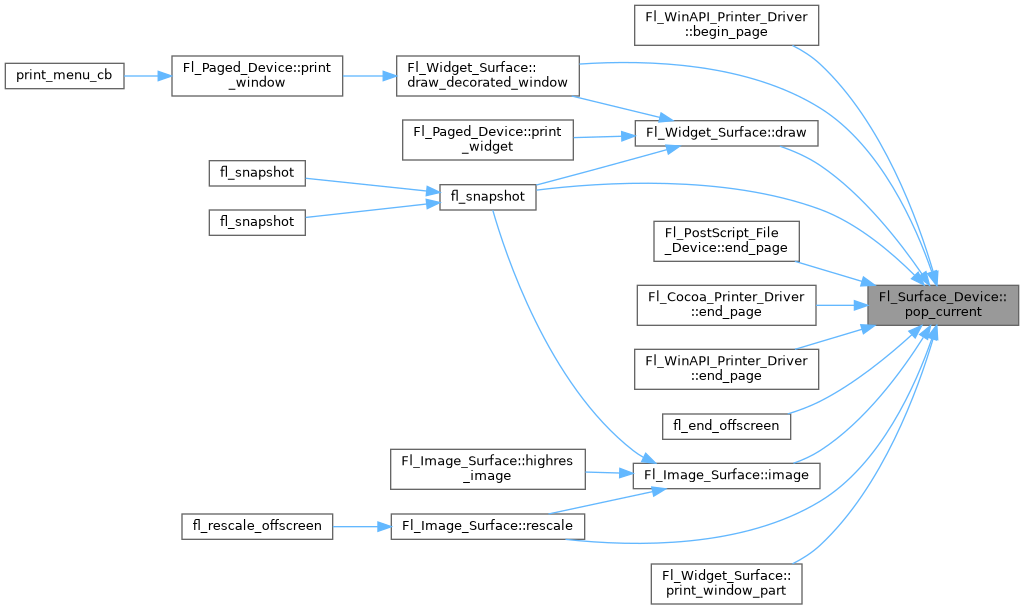 Fl_WinAPI_Printer_Driver
::begin_page
print_menu_cb
Fl_Paged_Device::print
_window
Fl_Widget_Surface::
draw_decorated_window
Fl_Paged_Device::print
_widget
Fl_Widget_Surface::draw
fl_snapshot
fl_snapshot
fl_snapshot
Fl_PostScript_File
_Device::end_page
Fl_Surface_Device::
pop_current
Fl_Cocoa_Printer_Driver
::end_page
Fl_WinAPI_Printer_Driver
::end_page
fl_end_offscreen
Fl_Image_Surface::highres
_image
Fl_Image_Surface::image
fl_rescale_offscreen
Fl_Image_Surface::rescale
Fl_Widget_Surface::
print_window_part